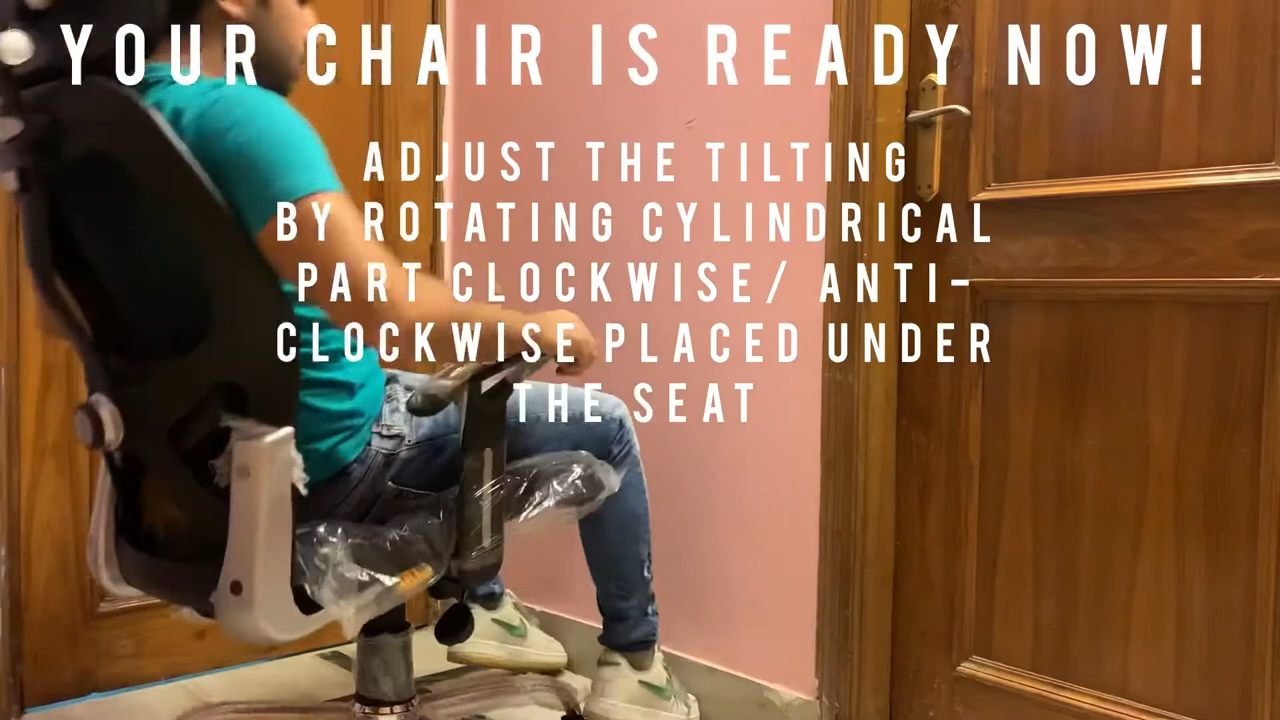 YOUR CHAIR IS READY NOW!
ADJUST THE TILTING
BY ROTATING CYLINDRICAL
PART CLOCKWISE/ ANTI-
CLOCKWISE PLACED UNDER
THE SEAT